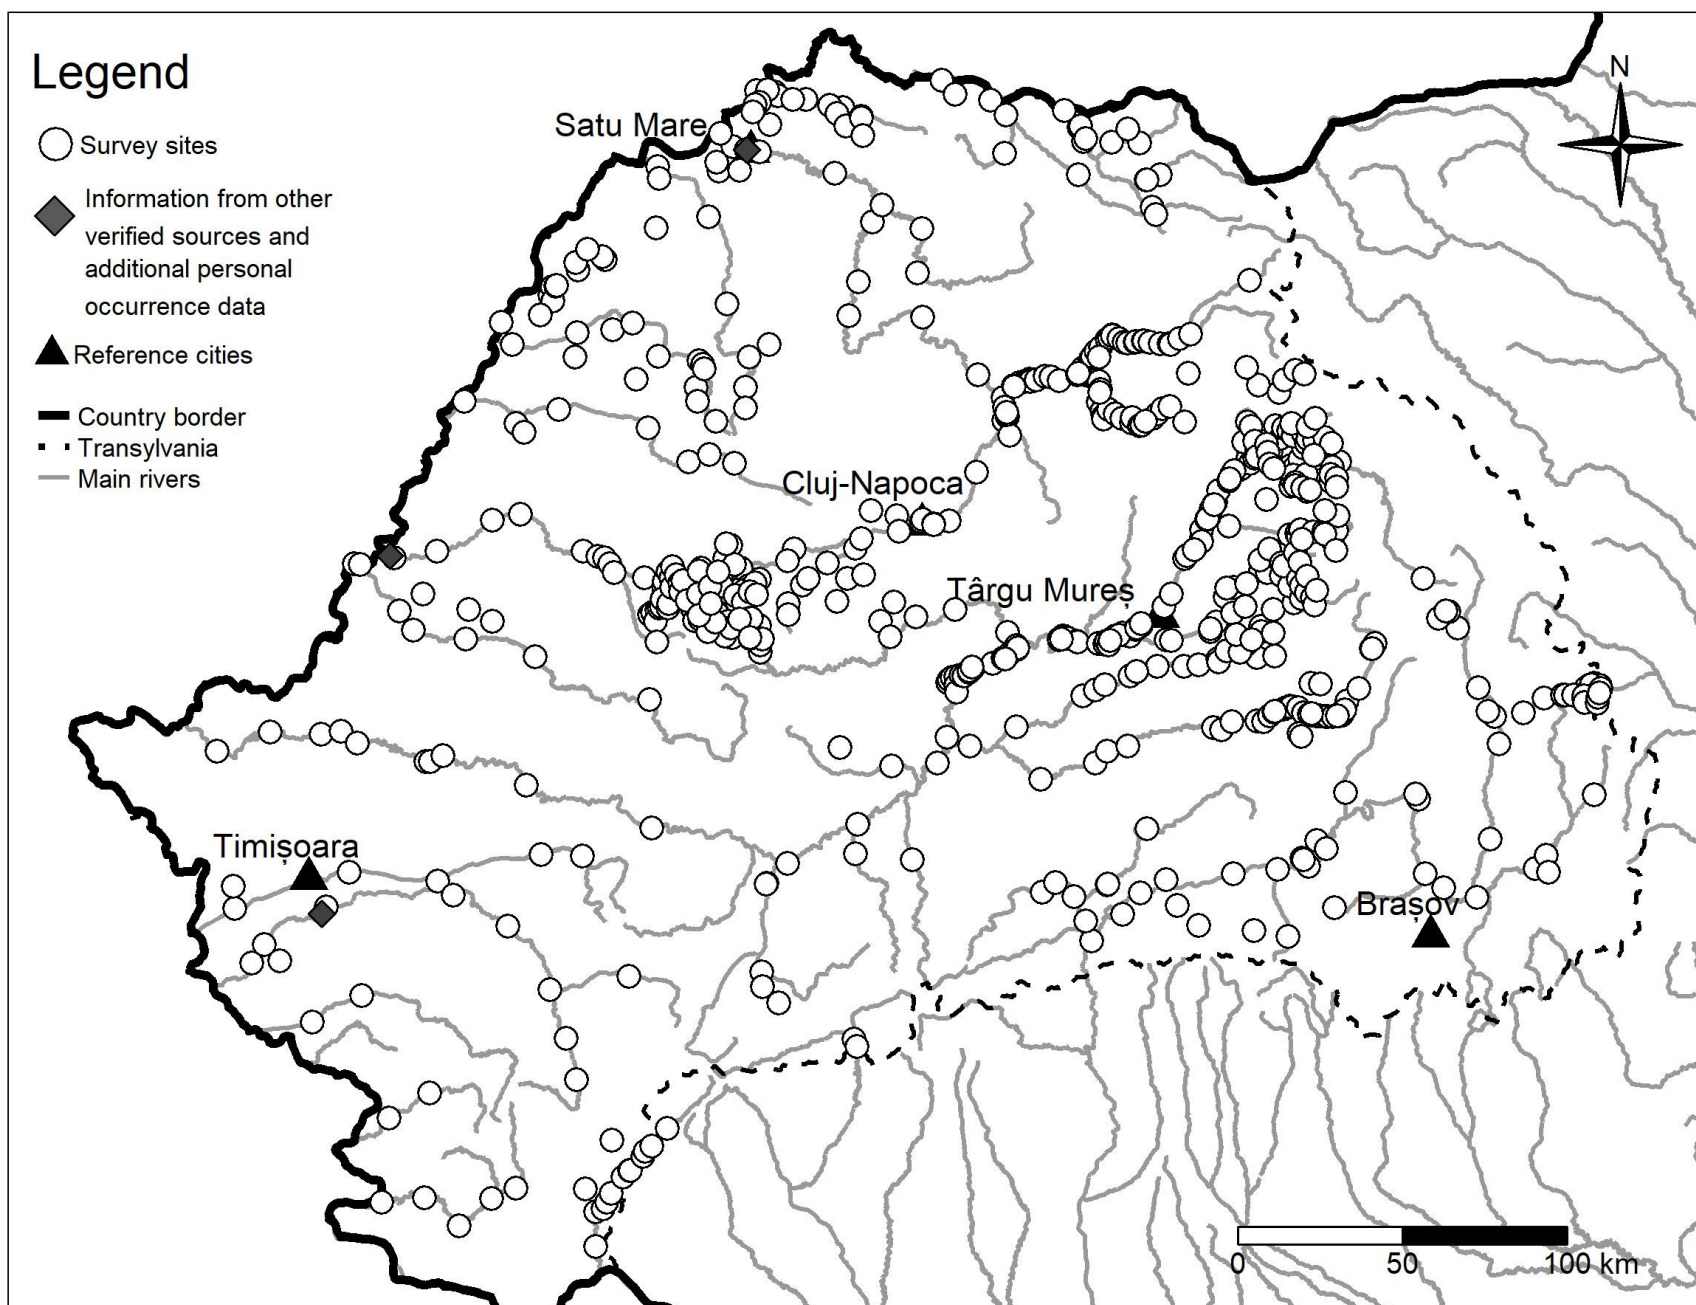 Legend
Survey sites
Information from other
verified sources and
additional personal
occurrence data
Reference cities
Country border
Transylvania
Main rivers
N
Satu Mare
Cluj-Napoca
Târgu Mureș
Timișoara
Brașov
0 50 100 km